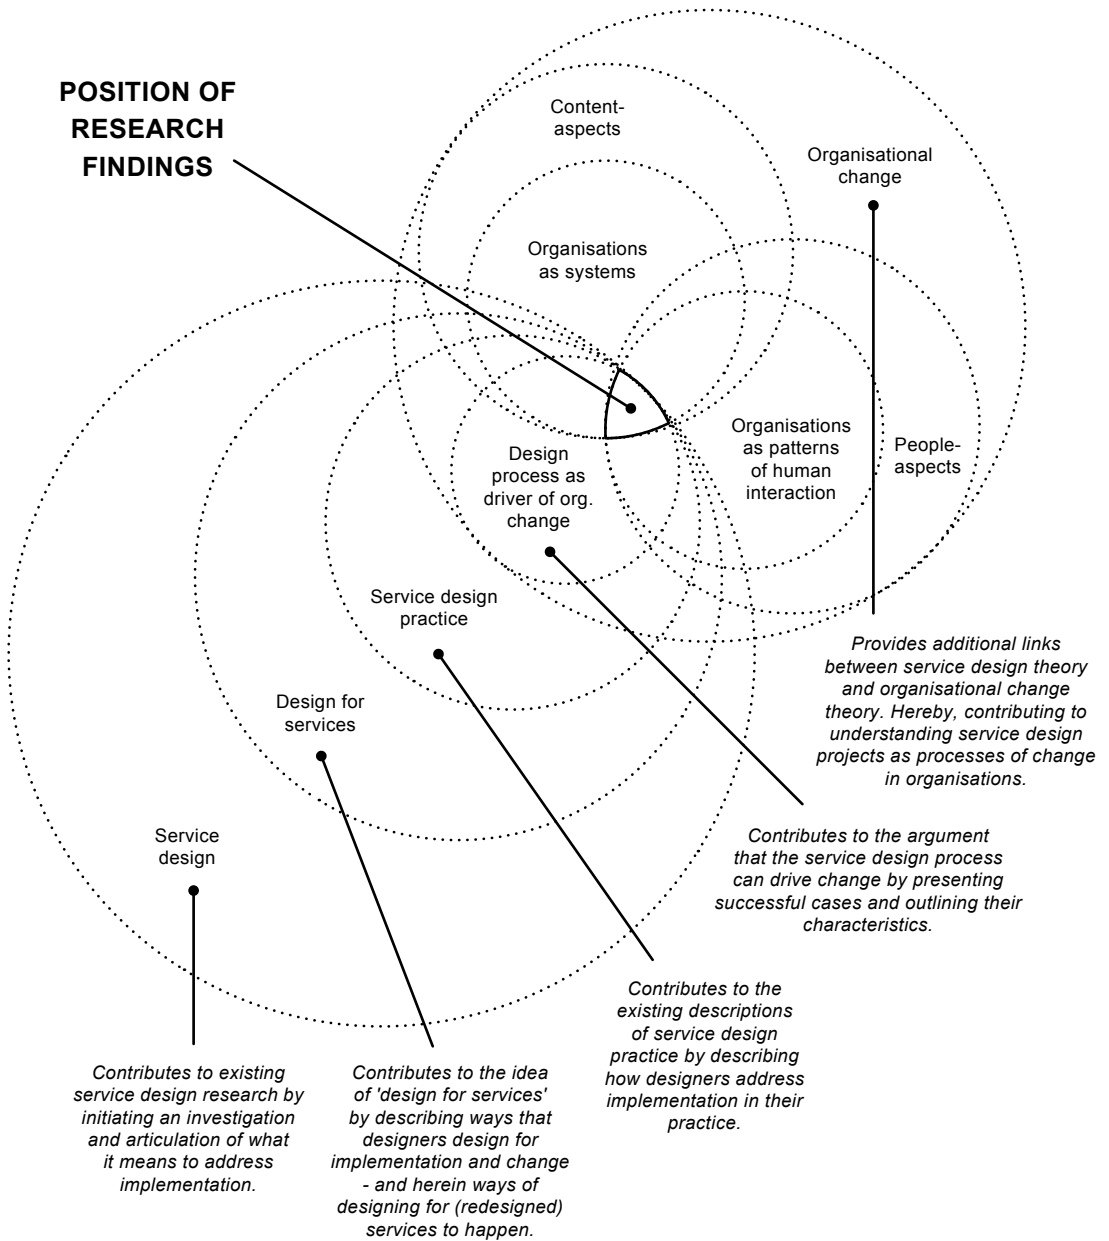 POSITION OF
RESEARCH
FINDINGS
Content-
aspects
Organisational
change
Organisations
as systems
Organisations
as patterns
of human
interaction
People-
aspects
Design
process as
driver of org.
change
Service design
practice
Design for
services
Service
design
Provides additional links
between service design theory
and organisational change
theory. Hereby, contributing to
understanding service design
projects as processes of change
in organisations.
Contributes to the argument
that the service design process
can drive change by presenting
successful cases and outlining their
characteristics.
Contributes to the
existing descriptions
of service design
practice by describing
how designers address
implementation in their
practice.
Contributes to the idea
of 'design for services'
by describing ways that
designers design for
implementation and change
- and herein ways of
designing for (redesigned)
services to happen.
Contributes to existing
service design research by
initiating an investigation
and articulation of what
it means to address
implementation.